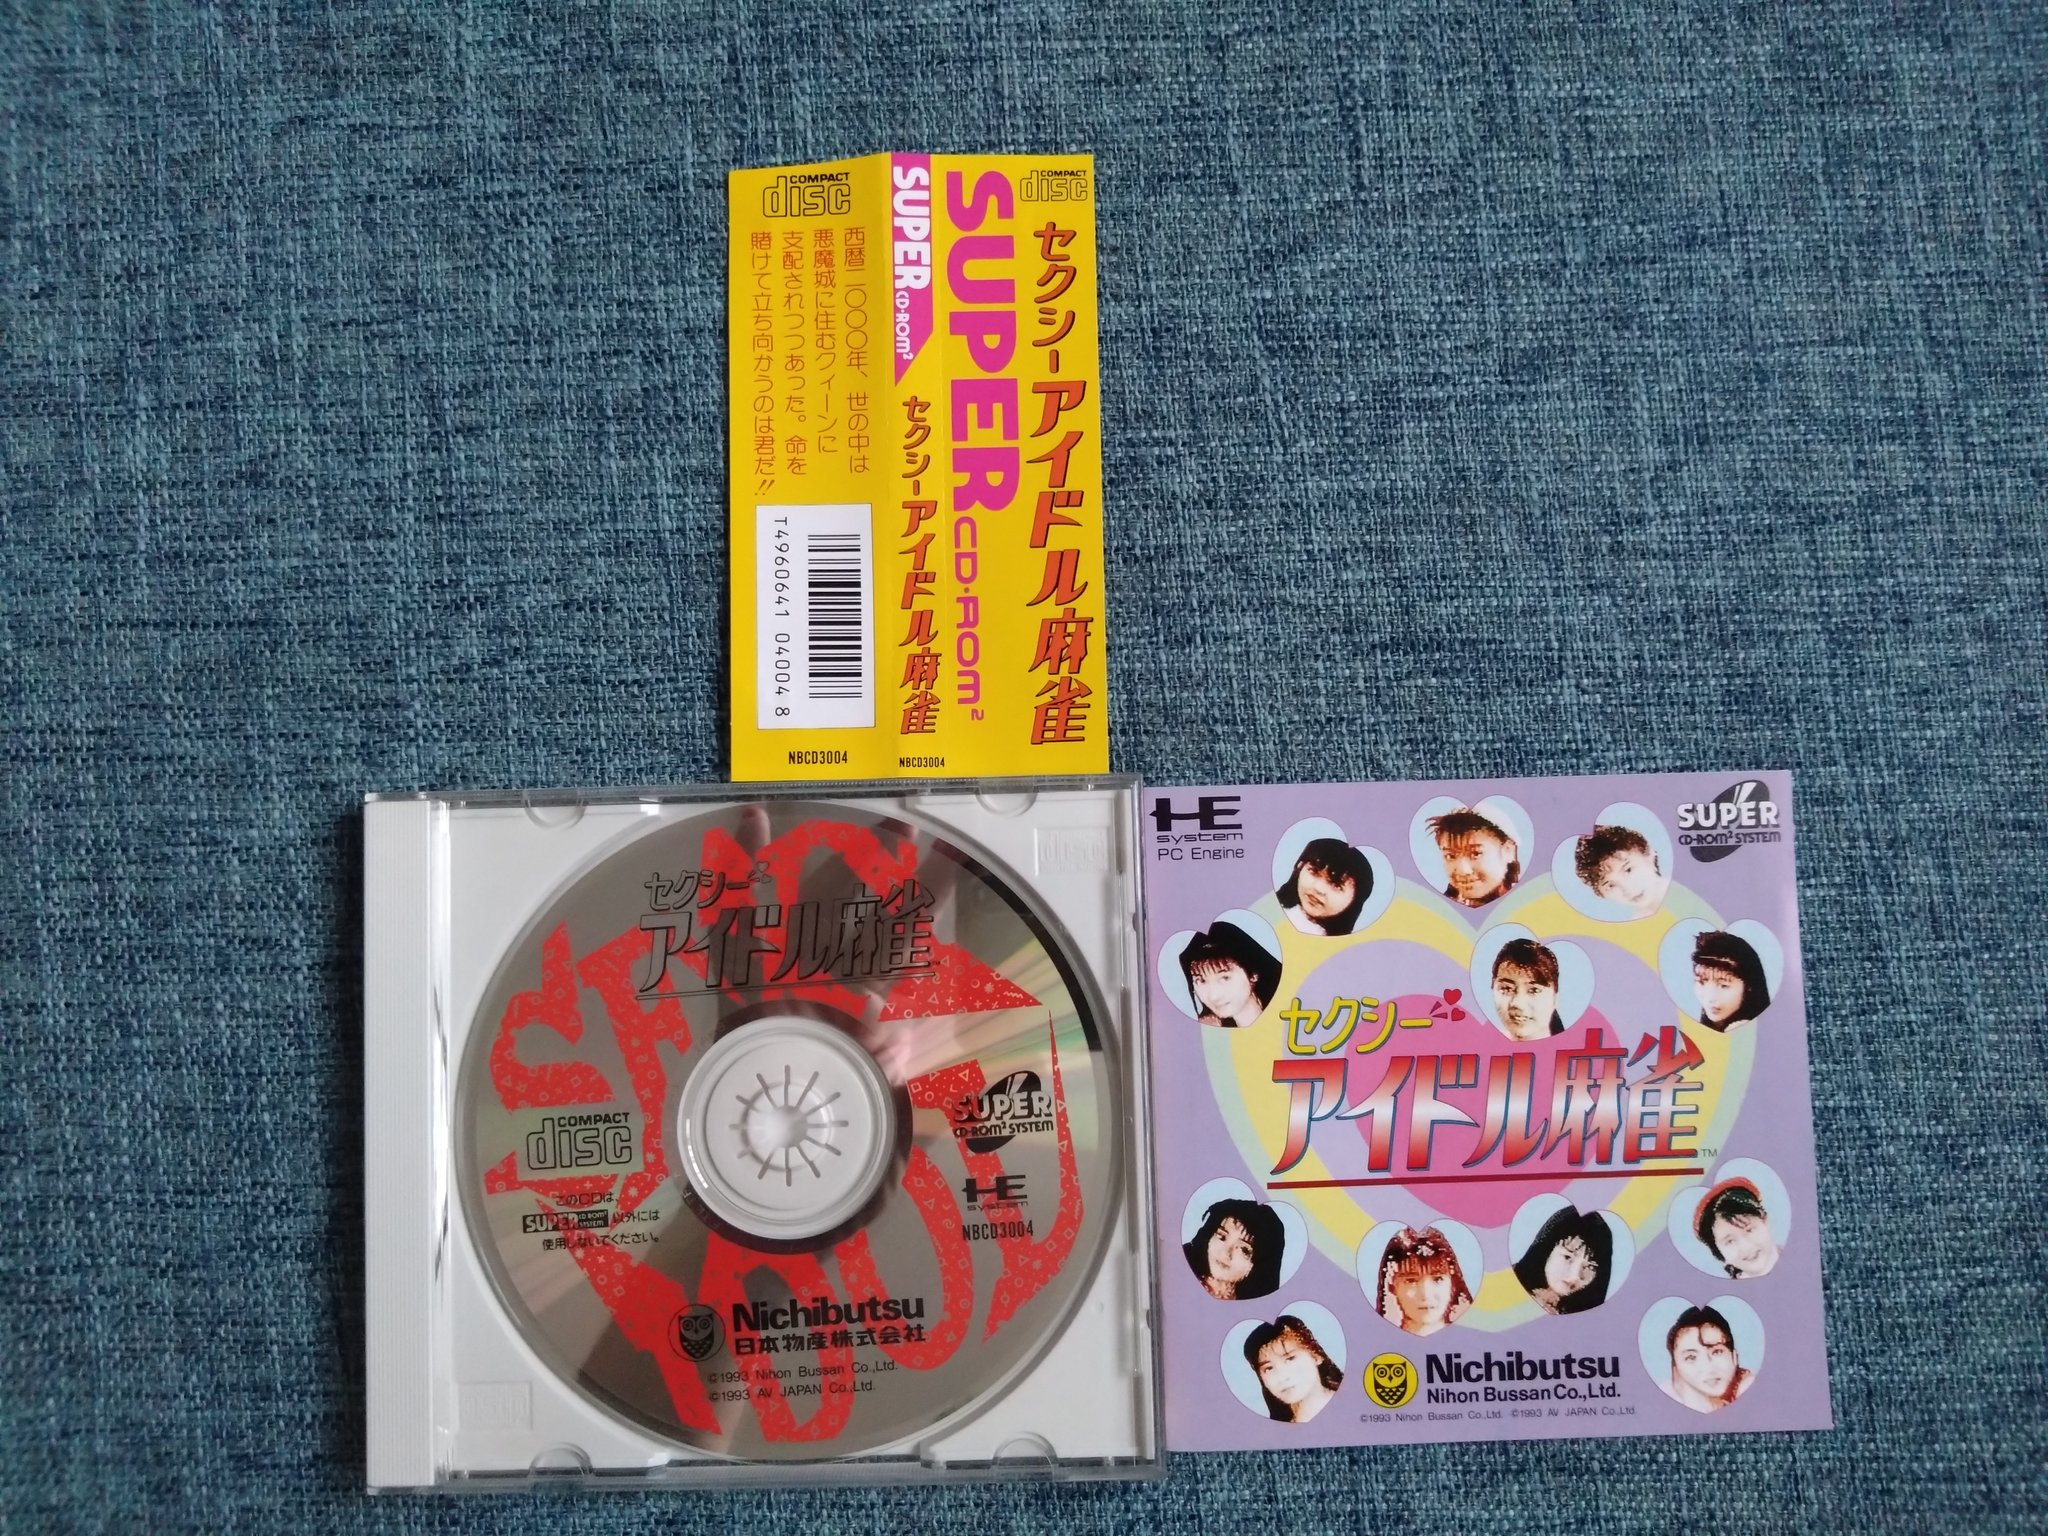 COMPACT
disc
西暦二〇〇〇年、世の中は
悪魔城に住むクィーンに
支配されつつあった。命を
賭けて立ち向かうのは君だ!!
T4960641 040048
NBCD3004
SUPER CD-ROM²
セクシーアイドル麻雀
NBCD3004
SUPER CD·ROM²
COMPACT
disc
セクシーアイドル麻雀
セクシー
アイドル麻雀
COMPACT
disc
このCDは、
SUPER CD·ROM² SYSTEM 以外には
使用しないでください。
SUPER
CD-ROM² SYSTEM
HE
system
NBCD3004
Nichibutsu
日本物産株式会社
©1993 Nihon Bussan Co.,Ltd.
©1993 AV JAPAN Co.,Ltd.
HE
system
PC Engine
SUPER
CD-ROM² SYSTEM
セクシー
アイドル麻雀™
Nichibutsu
Nihon Bussan Co.,Ltd.
©1993 Nihon Bussan Co.,Ltd. ©1993 AV JAPAN Co.,Ltd.